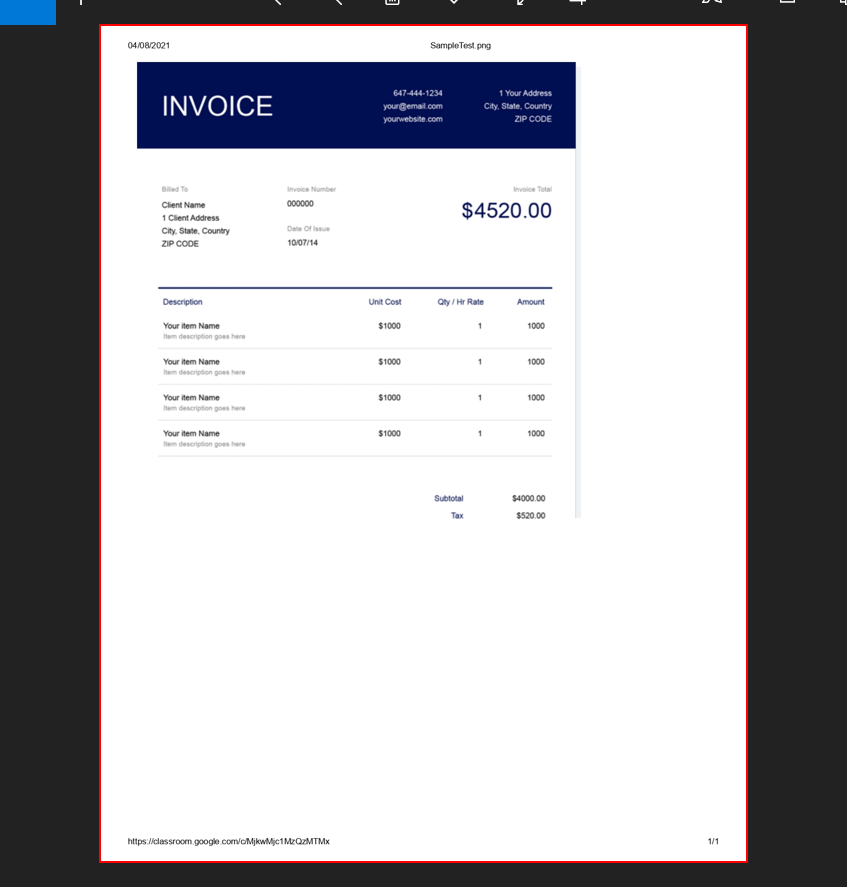 04/08/2021 SampleTest.png
INVOICE
647-444-1234
your@email.com
yourwebsite.com
1 Your Address
City, State, Country
ZIP CODE
Billed To
Client Name
1 Client Address
City, State, Country
ZIP CODE
Invoice Number
000000
Date Of Issue
10/07/14
Invoice Total
$4520.00
Description Unit Cost Qty / Hr Rate Amount
Your item Name $1000 1 1000
Item description goes here
Your item Name $1000 1 1000
Item description goes here
Your item Name $1000 1 1000
Item description goes here
Your item Name $1000 1 1000
Item description goes here
Subtotal $4000.00
Tax $520.00
https://classroom.google.com/c/MjkwMjc1MzQzMTMx 1/1